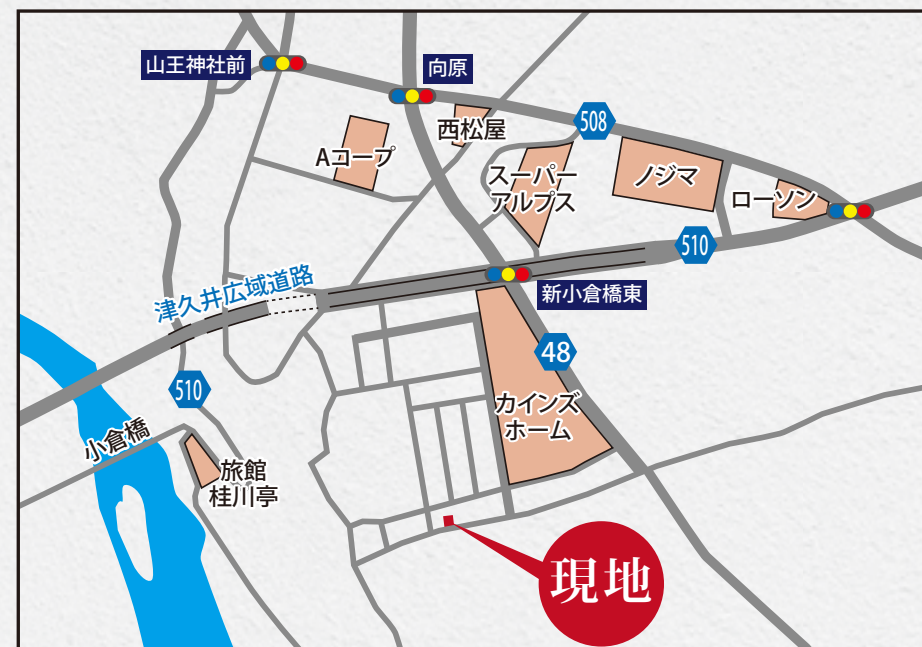 山王神社前
向原
西松屋
508
Aコープ
スーパー
アルプス
ノジマ
ローソン
510
津久井広域道路
新小倉橋東
48
510
カインズ
ホーム
小倉橋
旅館
桂川亭
現地